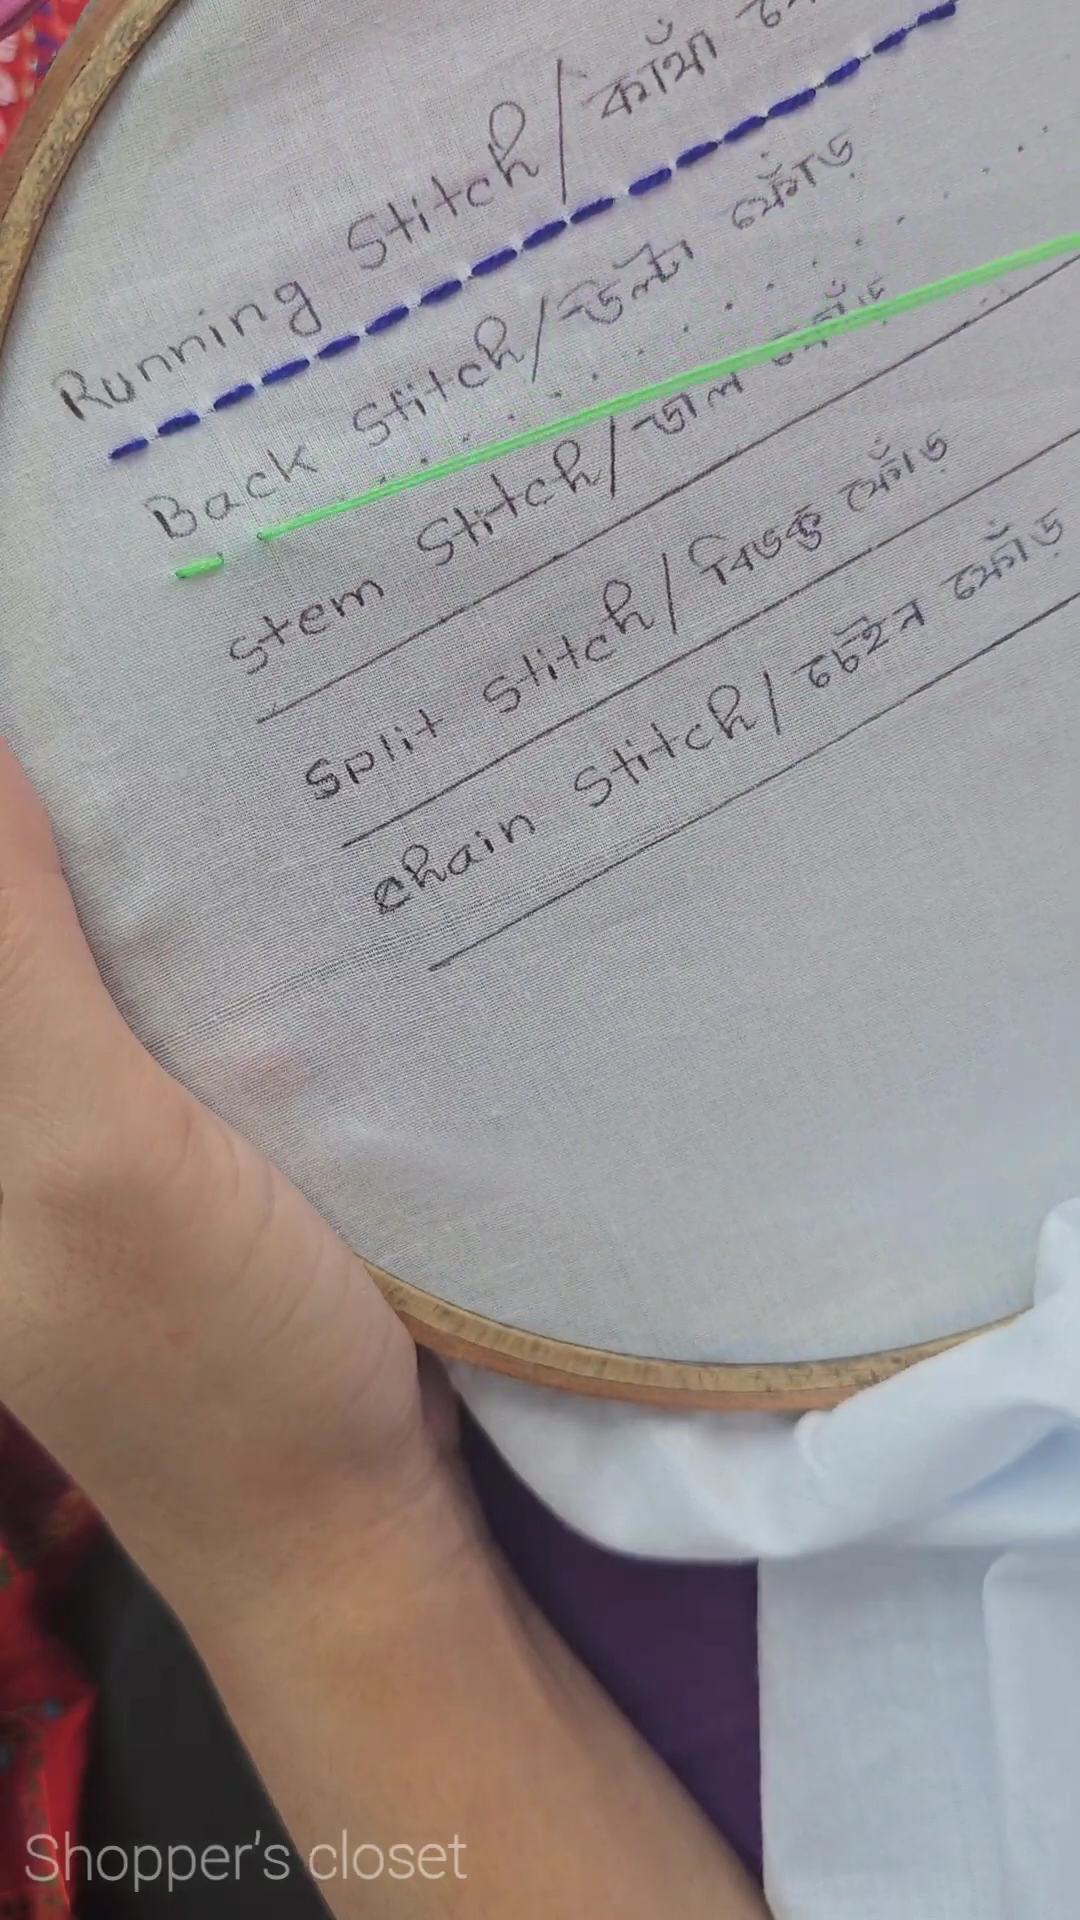 Running Stitch/কাঁথা
Back Stitch/উল্টা ফোঁড়
Stem Stitch/ডাল ফোঁড়
Split Stitch/বিভক্ত ফোঁড়
Chain Stitch/চেইন ফোঁড়
Shopper's closet